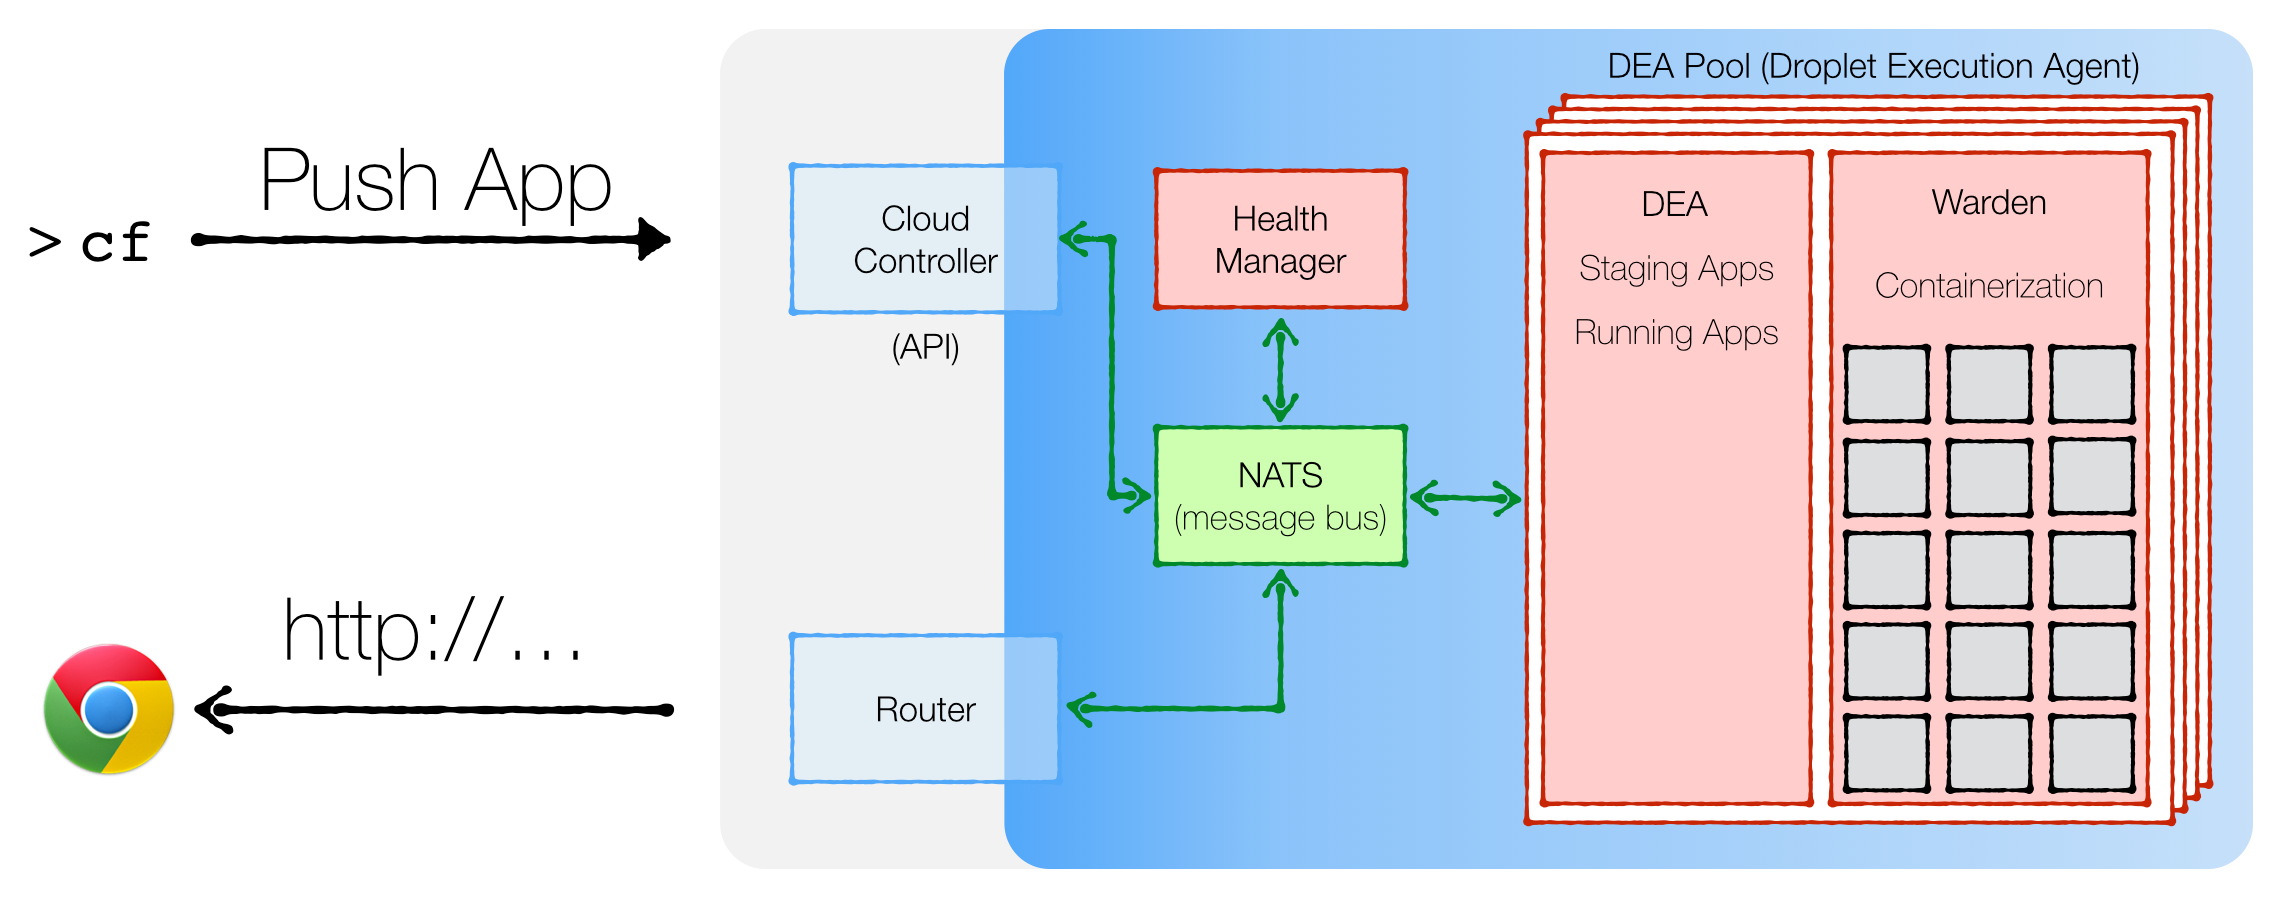 DEA Pool (Droplet Execution Agent)
Push App
> cf
Cloud
Controller
(API)
Health
Manager
DEA
Staging Apps
Running Apps
Warden
Containerization
NATS
(message bus)
http://...
Router